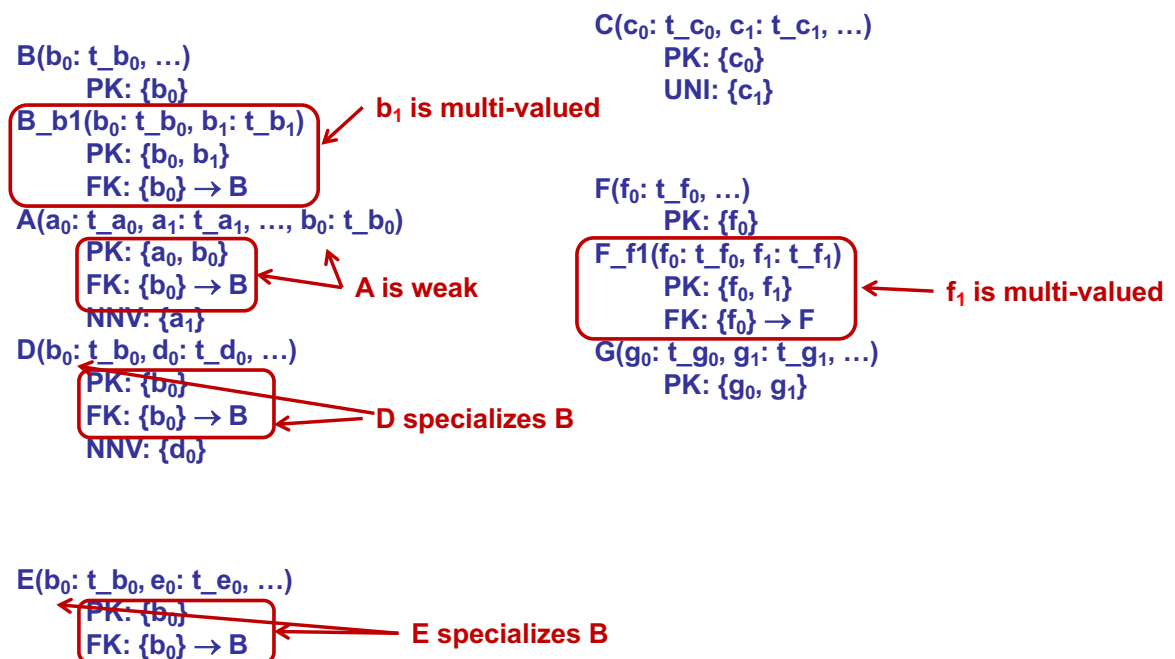 B(b₀: t_b₀, …)
PK: {b₀}
B_b1(b₀: t_b₀, b₁: t_b₁)
PK: {b₀, b₁}
FK: {b₀} → B
b₁ is multi-valued
A(a₀: t_a₀, a₁: t_a₁, …, b₀: t_b₀)
PK: {a₀, b₀}
FK: {b₀} → B
NNV: {a₁}
A is weak
D(b₀: t_b₀, d₀: t_d₀, …)
PK: {b₀}
FK: {b₀} → B
NNV: {d₀}
D specializes B
E(b₀: t_b₀, e₀: t_e₀, …)
PK: {b₀}
FK: {b₀} → B
E specializes B
C(c₀: t_c₀, c₁: t_c₁, …)
PK: {c₀}
UNI: {c₁}
F(f₀: t_f₀, …)
PK: {f₀}
F_f1(f₀: t_f₀, f₁: t_f₁)
PK: {f₀, f₁}
FK: {f₀} → F
f₁ is multi-valued
G(g₀: t_g₀, g₁: t_g₁, …)
PK: {g₀, g₁}